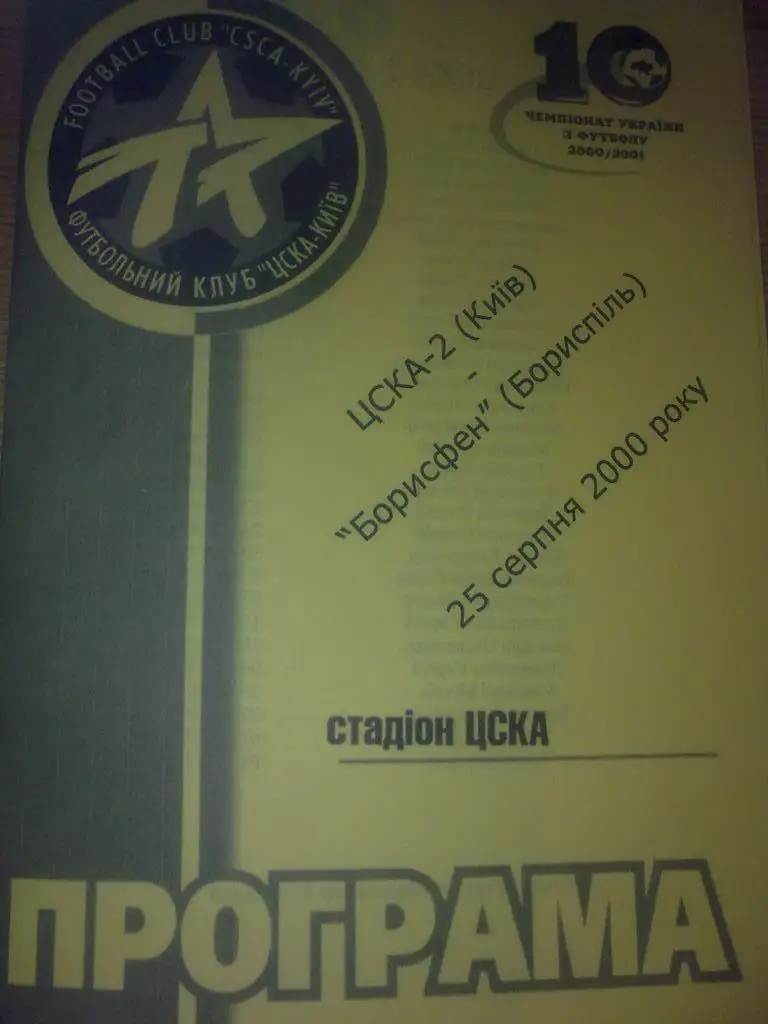 FOOTBALL CLUB "CSCA-KYIV"
ФУТБОЛЬНИЙ КЛУБ "ЦСКА-КИЇВ"
10
ЧЕМПІОНАТ УКРАЇНИ
З ФУТБОЛУ
2000/2001
ЦСКА-2 (Київ)
-
"Борисфен" (Бориспіль)
25 серпня 2000 року
стадіон ЦСКА
ПРОГРАМА